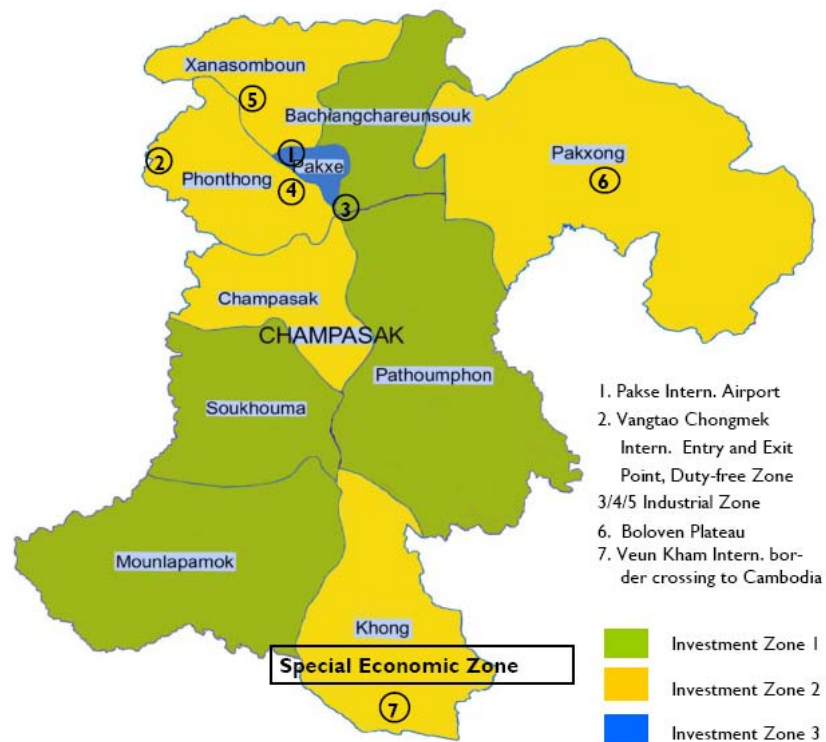 Xanasomboun
5
Bachiangchareunsouk
1
2
Pakxe
Pakxong
Phonthong
4
6
3
Champasak
CHAMPASAK
Pathoumphon
Soukhouma
1. Pakse Intern. Airport
2. Vangtao Chongmek
Intern. Entry and Exit
Point, Duty-free Zone
3/4/5 Industrial Zone
6. Boloven Plateau
7. Veun Kham Intern. bor-
der crossing to Cambodia
Mounlapamok
Khong
Special Economic Zone
7
Investment Zone 1
Investment Zone 2
Investment Zone 3